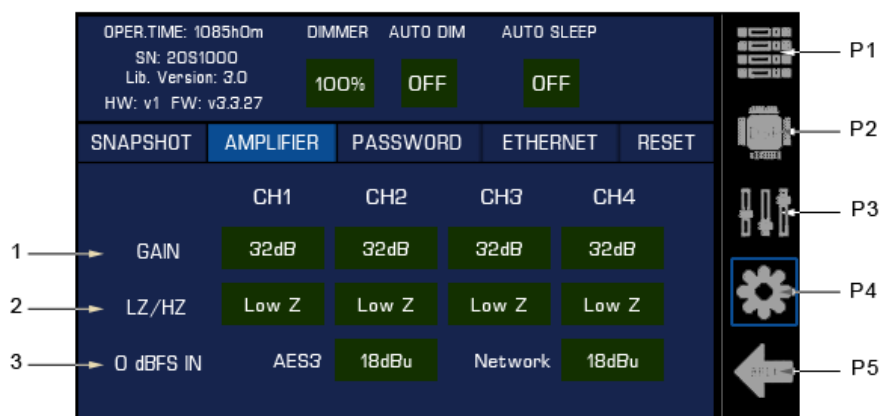 OPER.TIME: 1085h0m
SN: 20S1000
Lib. Version: 3.0
HW: v1 FW: v3.3.27
DIMMER AUTO DIM AUTO SLEEP
100% OFF OFF
SNAPSHOT AMPLIFIER PASSWORD ETHERNET RESET
CH1 CH2 CH3 CH4
1 GAIN 32dB 32dB 32dB 32dB
2 LZ/HZ Low Z Low Z Low Z Low Z
3 0 dBFS IN AES3 18dBu Network 18dBu
P1
DSP
P2
P3
P4
P5